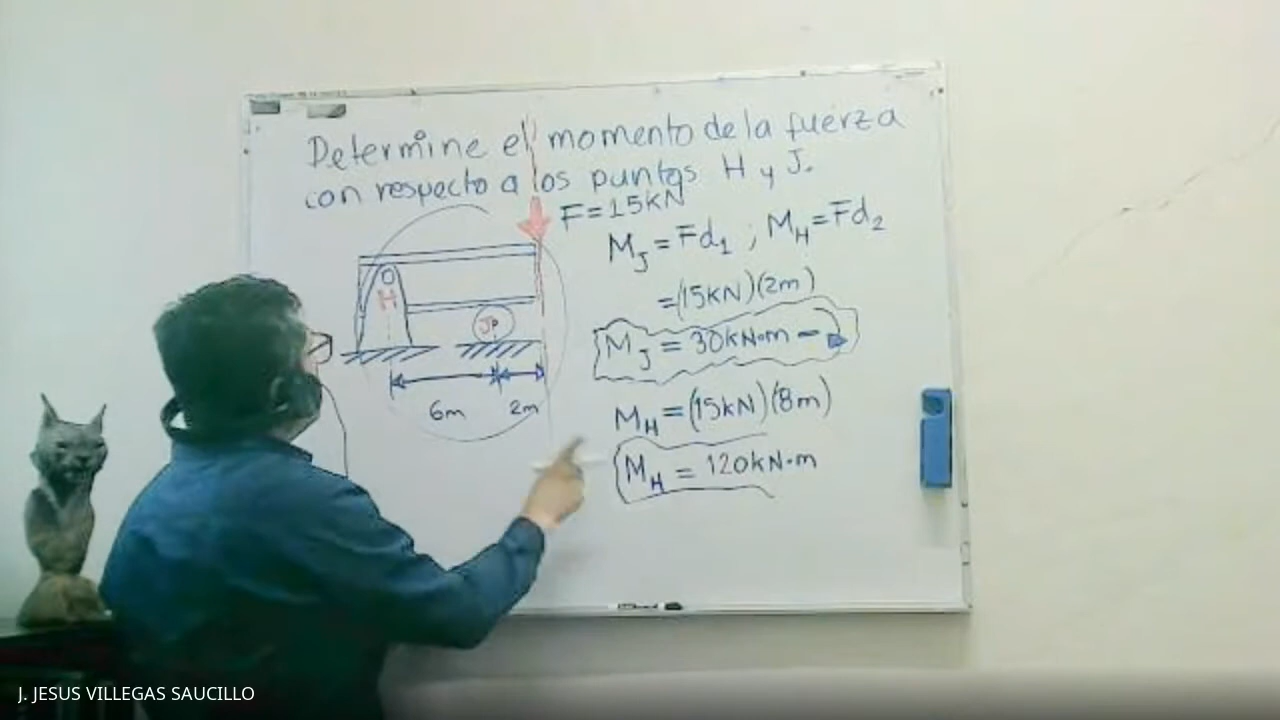 Determine el momento de la fuerza
con respecto a los puntos H y J.
F=15KN
M_J = Fd_1 ; M_H = Fd_2
=(15KN)(2m)
M_J = 30KN·m
M_H = (15KN)(8m)
M_H = 120KN·m
H
JP
6m
2m
J. JESUS VILLEGAS SAUCILLO